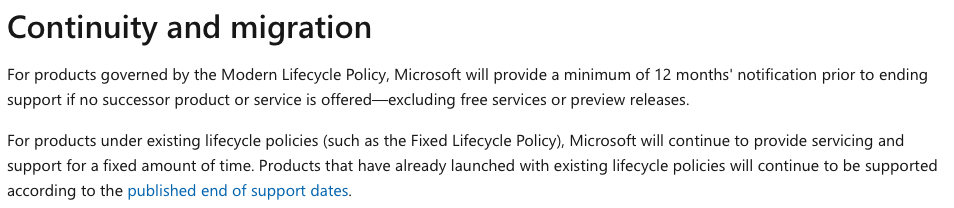 Continuity and migration
For products governed by the Modern Lifecycle Policy, Microsoft will provide a minimum of 12 months' notification prior to ending
support if no successor product or service is offered—excluding free services or preview releases.
For products under existing lifecycle policies (such as the Fixed Lifecycle Policy), Microsoft will continue to provide servicing and
support for a fixed amount of time. Products that have already launched with existing lifecycle policies will continue to be supported
according to the published end of support dates.